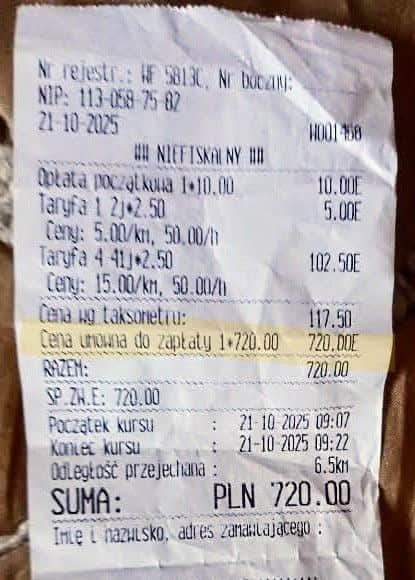 Nr rejestr.: WF 5813C, Nr boczny:
NIP: 113-058-75-82
21-10-2025 W001400
## NIEFISKALNY ##
Opłata początkowa 1*10.00 10.00E
Taryfa 1 2j*2.50 5.00E
Ceny: 5.00/km, 50.00/h
Taryfa 4 41j*2.50 102.50E
Ceny: 15.00/km, 50.00/h
Cena wg taksometru: 117.50
Cena umowna do zapłaty 1*720.00 720.00E
RAZEM: 720.00
SP.ZW.E: 720.00
Początek kursu : 21-10-2025 09:07
Koniec kursu : 21-10-2025 09:22
Odległość przejechana : 6.5km
SUMA: PLN 720.00
Imię i nazwisko, adres zamawiającego :